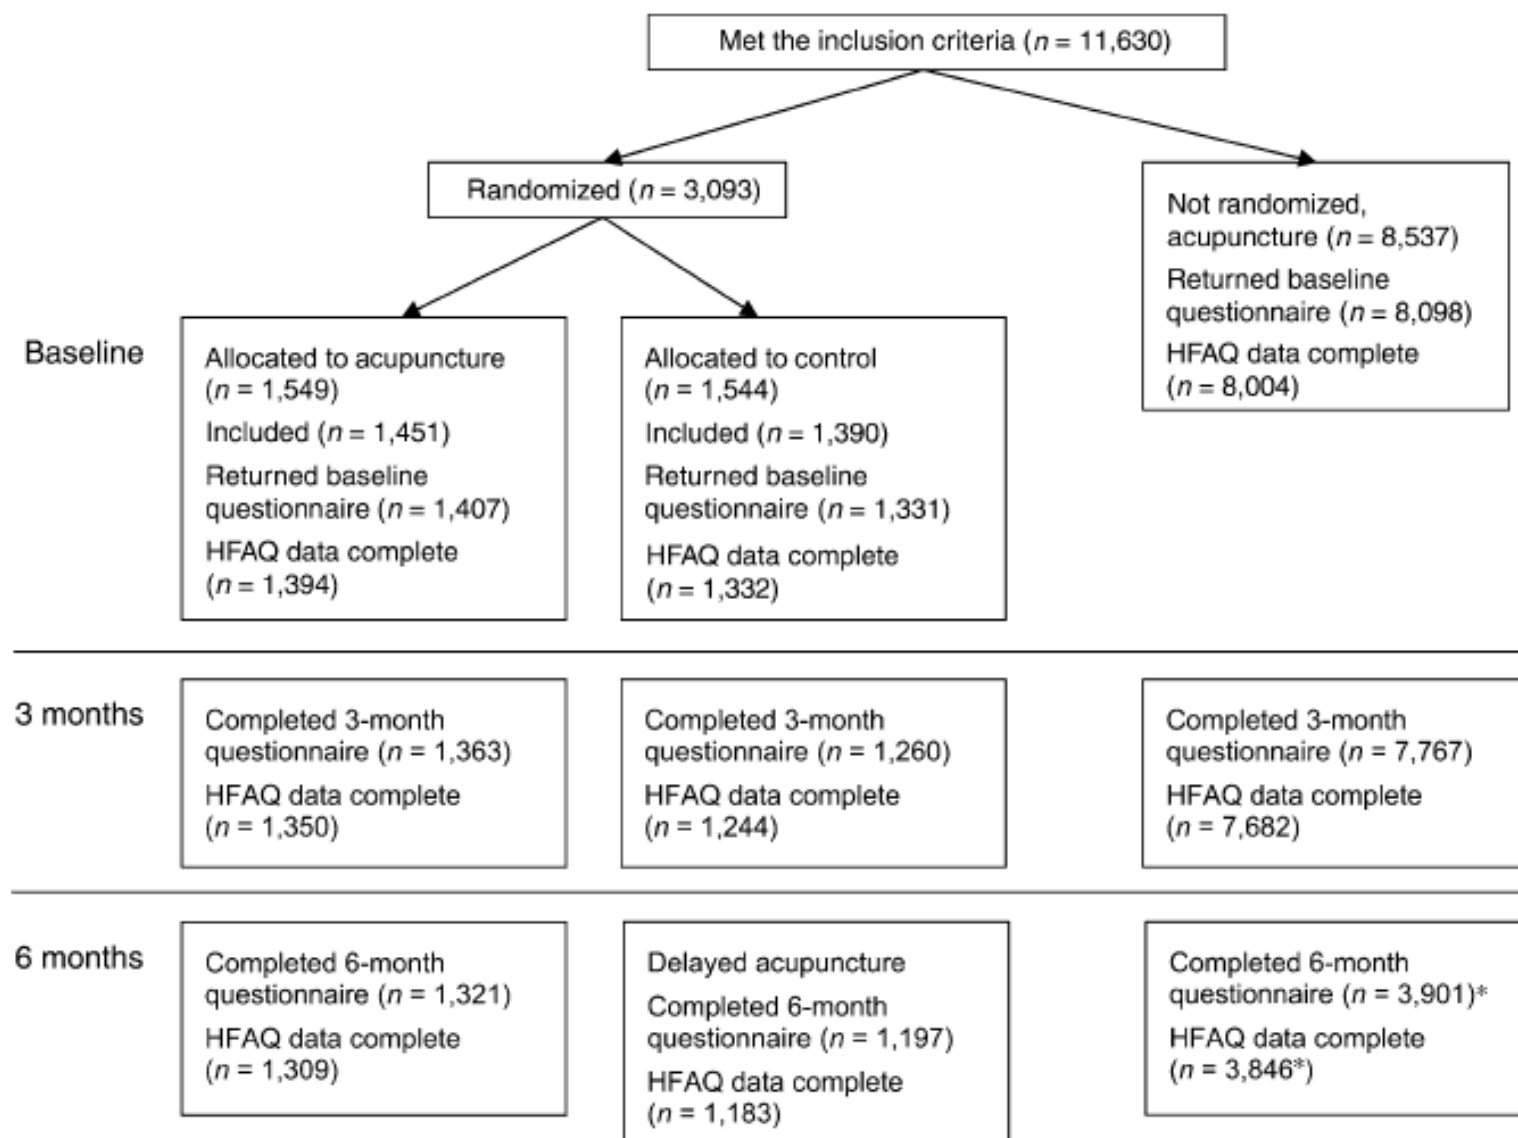 Met the inclusion criteria (n = 11,630)
Randomized (n = 3,093)
Not randomized,
acupuncture (n = 8,537)
Returned baseline
questionnaire (n = 8,098)
HFAQ data complete
(n = 8,004)
Baseline
Allocated to acupuncture
(n = 1,549)
Included (n = 1,451)
Returned baseline
questionnaire (n = 1,407)
HFAQ data complete
(n = 1,394)
Allocated to control
(n = 1,544)
Included (n = 1,390)
Returned baseline
questionnaire (n = 1,331)
HFAQ data complete
(n = 1,332)
3 months
Completed 3-month
questionnaire (n = 1,363)
HFAQ data complete
(n = 1,350)
Completed 3-month
questionnaire (n = 1,260)
HFAQ data complete
(n = 1,244)
Completed 3-month
questionnaire (n = 7,767)
HFAQ data complete
(n = 7,682)
6 months
Completed 6-month
questionnaire (n = 1,321)
HFAQ data complete
(n = 1,309)
Delayed acupuncture
Completed 6-month
questionnaire (n = 1,197)
HFAQ data complete
(n = 1,183)
Completed 6-month
questionnaire (n = 3,901)*
HFAQ data complete
(n = 3,846*)